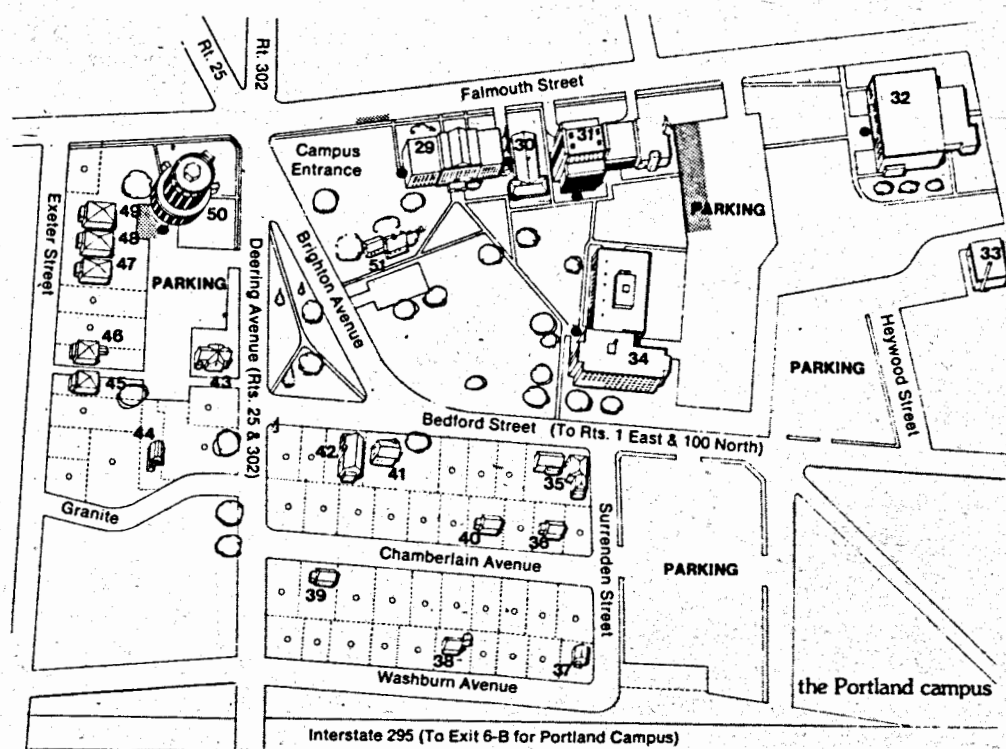 Rt. 25
Rt. 302
Falmouth Street
32
31
30
29
Campus
Entrance
50
49
48
47
Exeter Street
PARKING
51
PARKING
33
Deering Avenue (Rts. 25 & 302)
Brighton Avenue
46
45
43
34
PARKING
Heywood Street
Bedford Street (To Rts. 1 East & 100 North)
44
42
41
35
Granite
40
36
Surrenden Street
Chamberlain Avenue
PARKING
39
38
37
Washburn Avenue
the Portland campus
Interstate 295 (To Exit 6-B for Portland Campus)